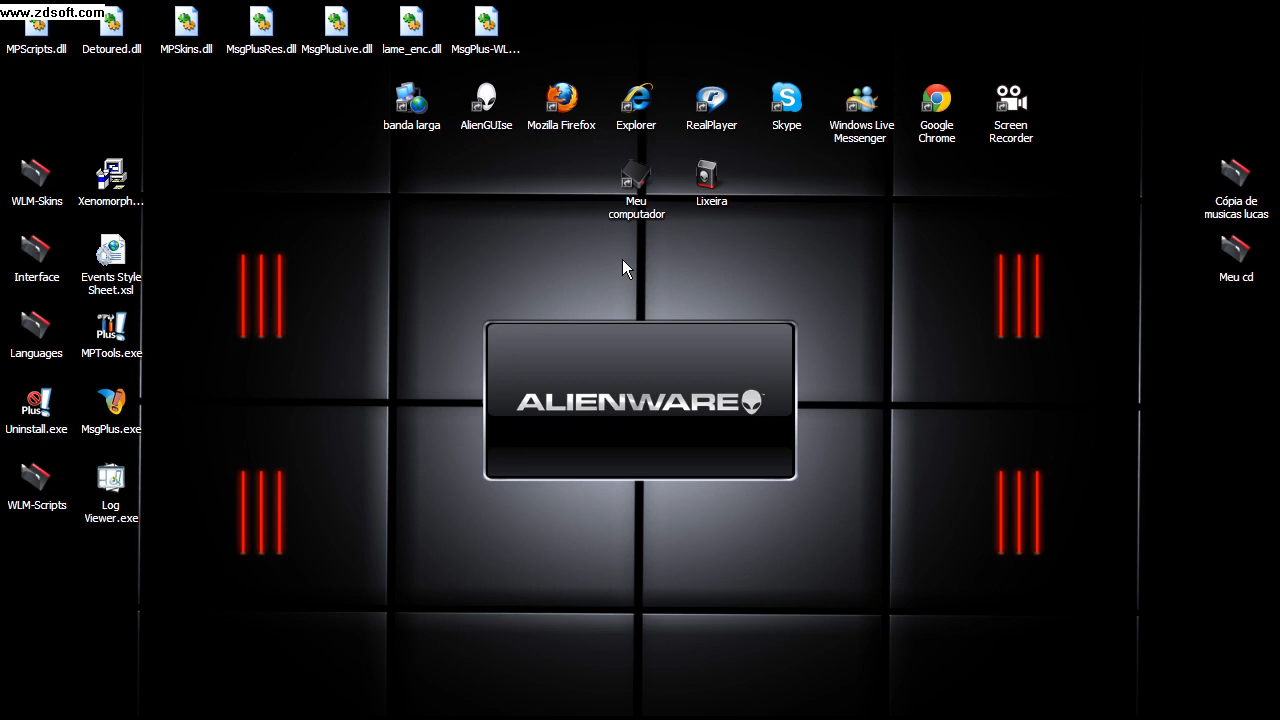 www.zdsoft.com
MPScripts.dll
Detoured.dll
MPSkins.dll
MsgPlusRes.dll
MsgPlusLive.dll
lame_enc.dll
MsgPlus-WL...
banda larga
AlienGUIse
Mozilla Firefox
Explorer
RealPlayer
Skype
Windows Live
Messenger
Google
Chrome
Screen
Recorder
WLM-Skins
Xenomorph...
Meu
computador
Lixeira
Cópia de
musicas lucas
Interface
Events Style
Sheet.xsl
Meu cd
Languages
Plus!
MPTools.exe
ALIENWARE
Plus!
Uninstall.exe
MsgPlus.exe
WLM-Scripts
Log
Viewer.exe